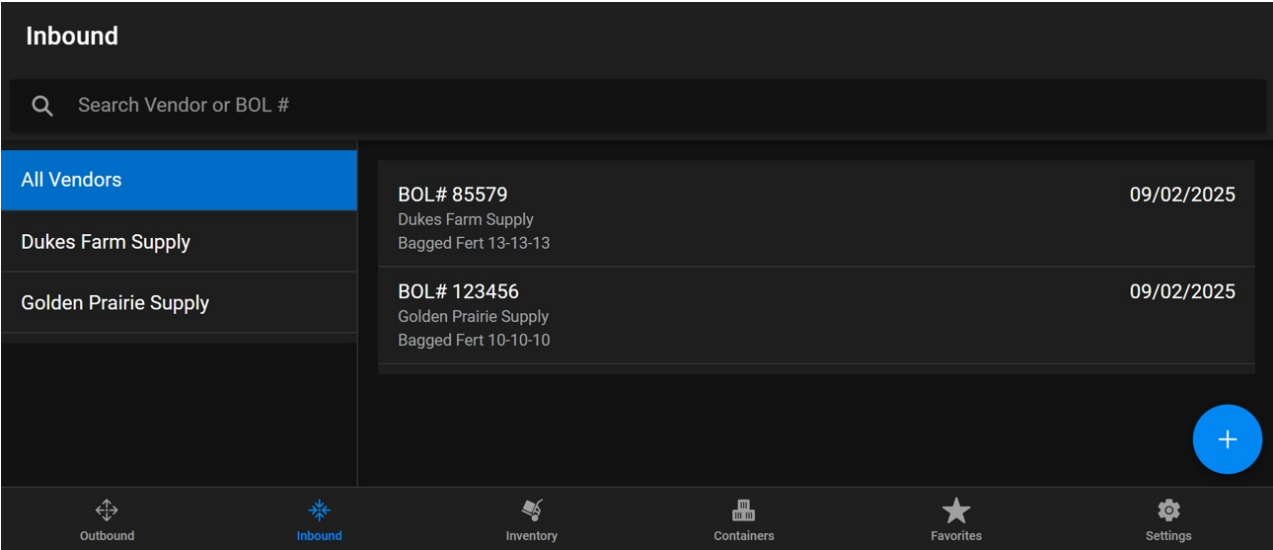 Inbound
Search Vendor or BOL #
All Vendors
Dukes Farm Supply
Golden Prairie Supply
BOL# 85579 09/02/2025
Dukes Farm Supply
Bagged Fert 13-13-13
BOL# 123456 09/02/2025
Golden Prairie Supply
Bagged Fert 10-10-10
Outbound Inbound Inventory Containers Favorites Settings